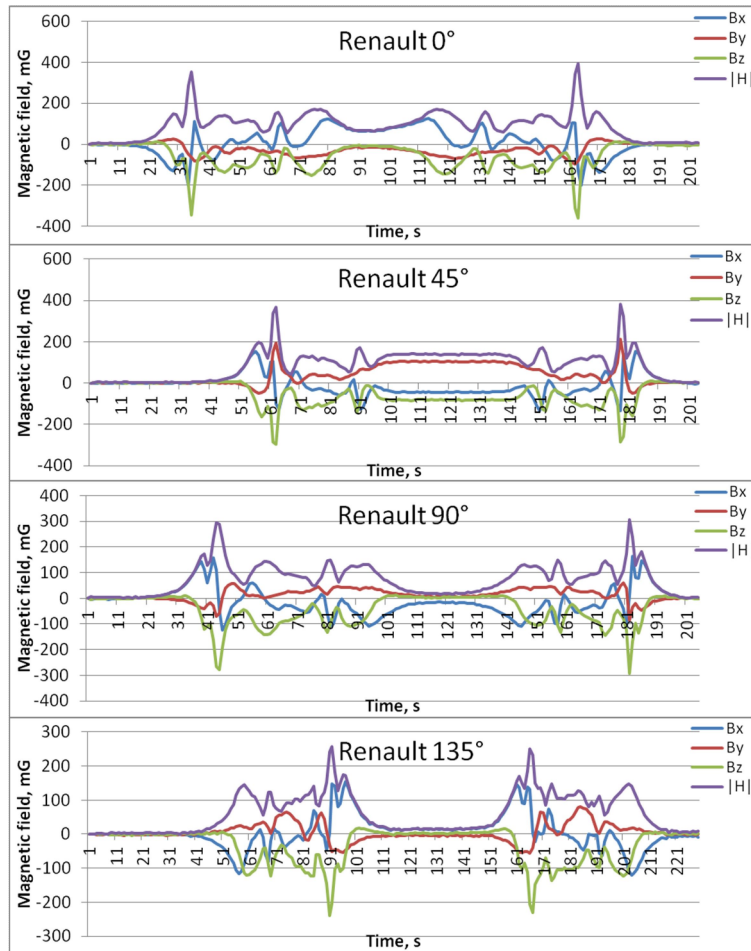 Renault 0°
Magnetic field, mG
600
400
200
0
-200
-400
1 11 21 31 41 51 61 71 81 91 101 111 121 131 141 151 161 171 181 191 201
Time, s
Bx
By
Bz
|H|
Renault 45°
Magnetic field, mG
600
400
200
0
-200
-400
1 11 21 31 41 51 61 71 81 91 101 111 121 131 141 151 161 171 181 191 201
Time, s
Bx
By
Bz
|H|
Renault 90°
Magnetic field, mG
400
300
200
100
0
-100
-200
-300
-400
1 11 21 31 41 51 61 71 81 91 101 111 121 131 141 151 161 171 181 191 201
Time, s
Bx
By
Bz
|H|
Renault 135°
Magnetic field, mG
300
200
100
0
-100
-200
-300
1 11 21 31 41 51 61 71 81 91 101 111 121 131 141 151 161 171 181 191 201 211 221
Time, s
Bx
By
Bz
|H|